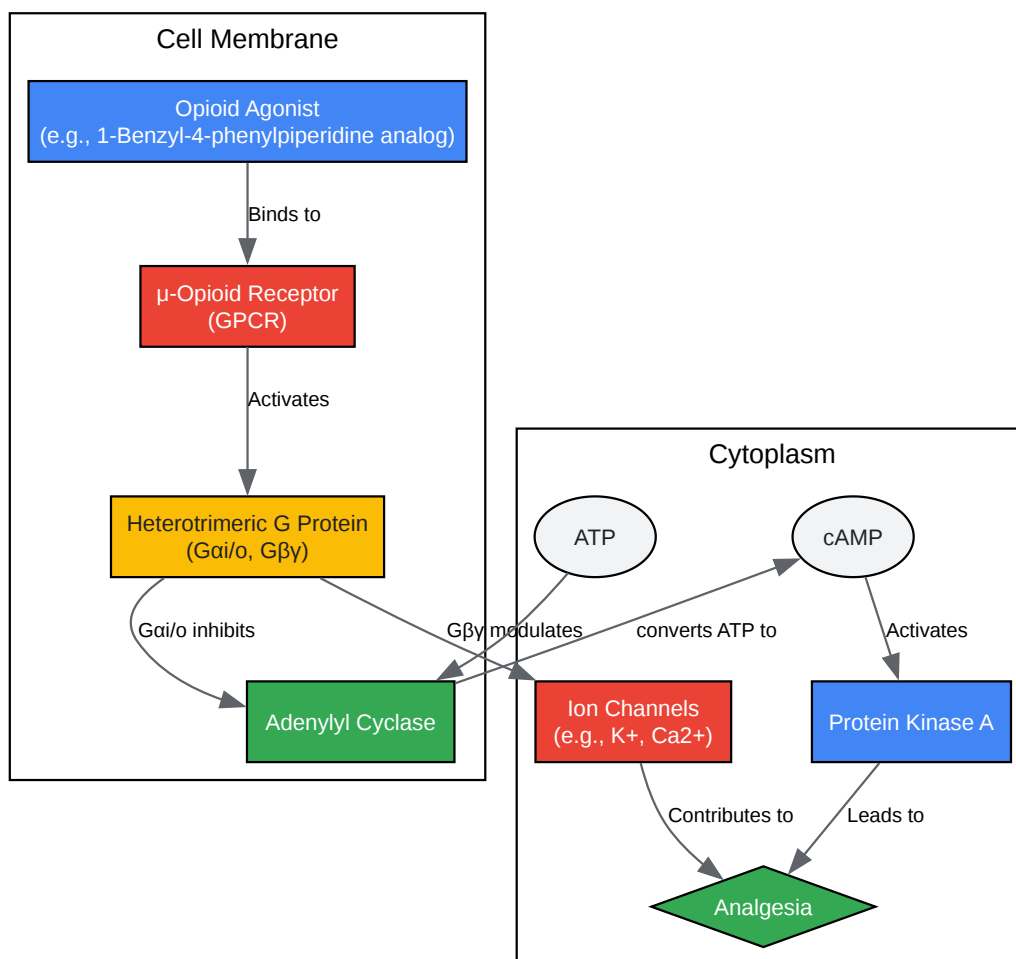 Cell Membrane
Opioid Agonist
(e.g., 1-Benzyl-4-phenylpiperidine analog)
Binds to
μ-Opioid Receptor
(GPCR)
Activates
Cytoplasm
Heterotrimeric G Protein
(Gαi/o, Gβγ)
ATP
cAMP
Gαi/o inhibits
Gβγ modulates
converts ATP to
Activates
Adenylyl Cyclase
Ion Channels
(e.g., K+, Ca2+)
Protein Kinase A
Contributes to
Leads to
Analgesia